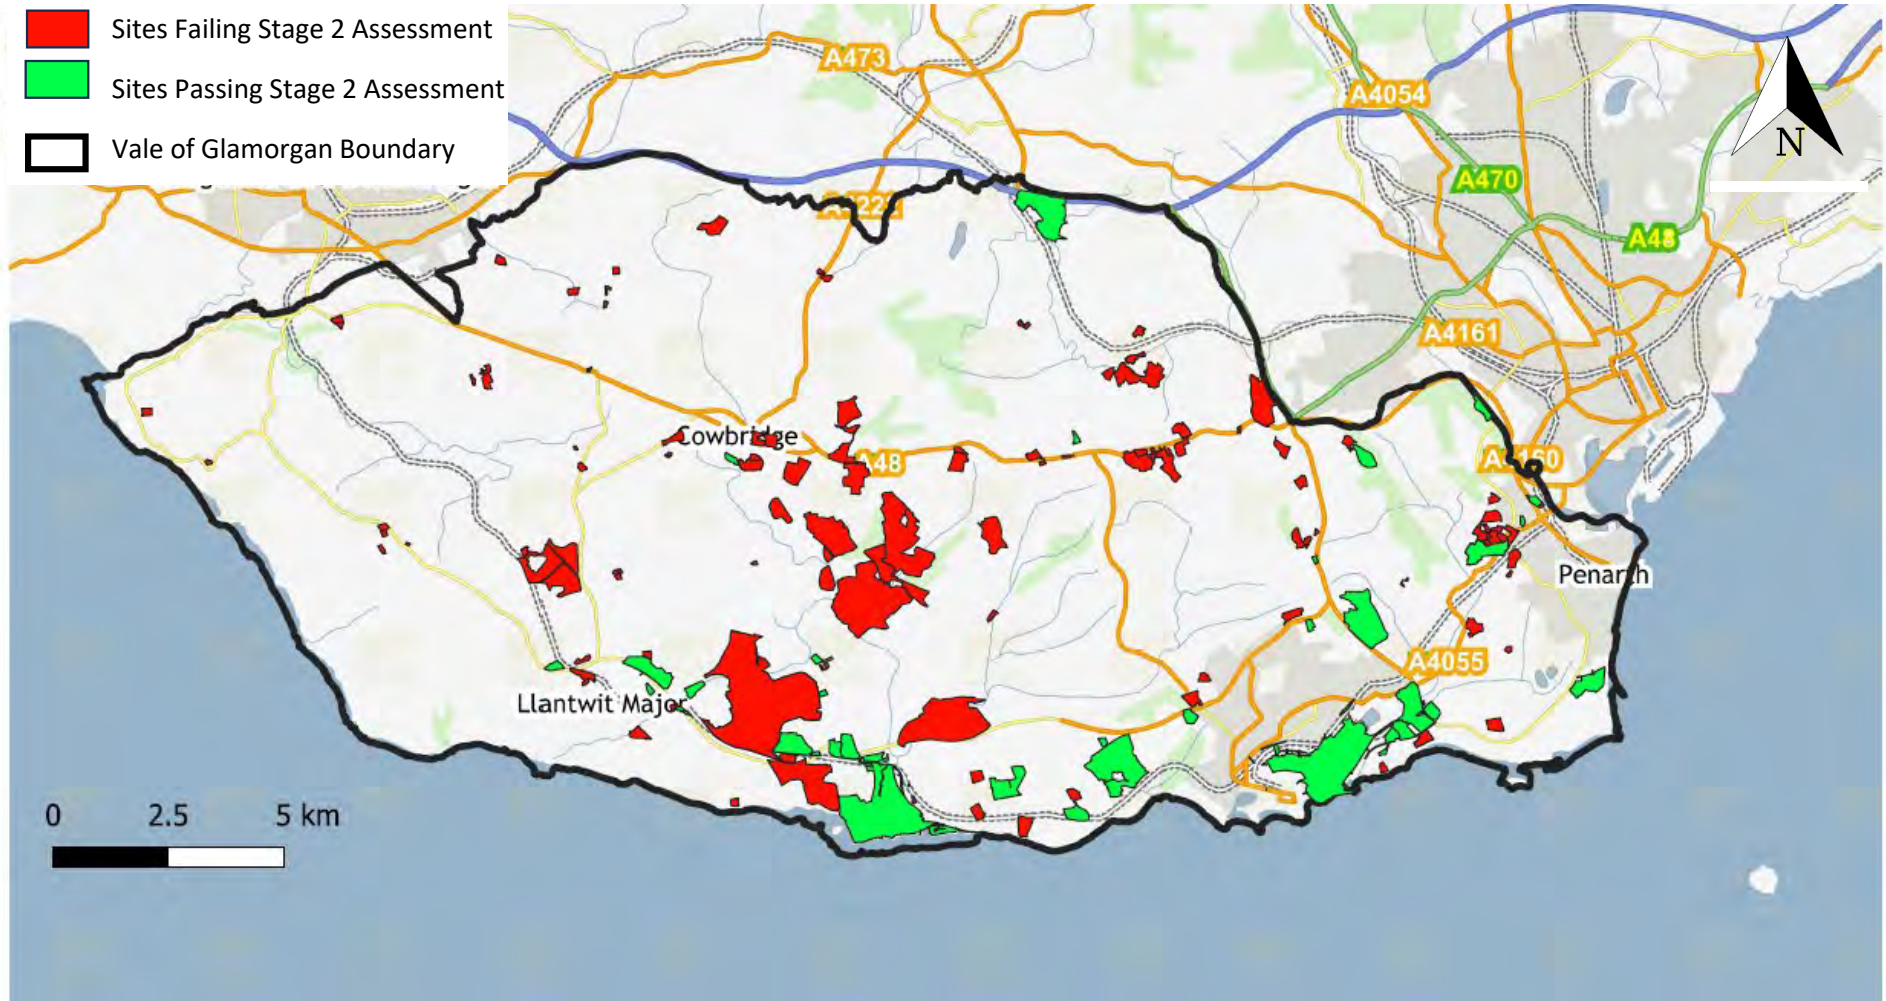 Sites Failing Stage 2 Assessment
Sites Passing Stage 2 Assessment
Vale of Glamorgan Boundary
A473
A4054
N
A470
A48
A4161
Cowbridge
A48
A4160
Penarth
A4055
Llantwit Major
0 2.5 5 km